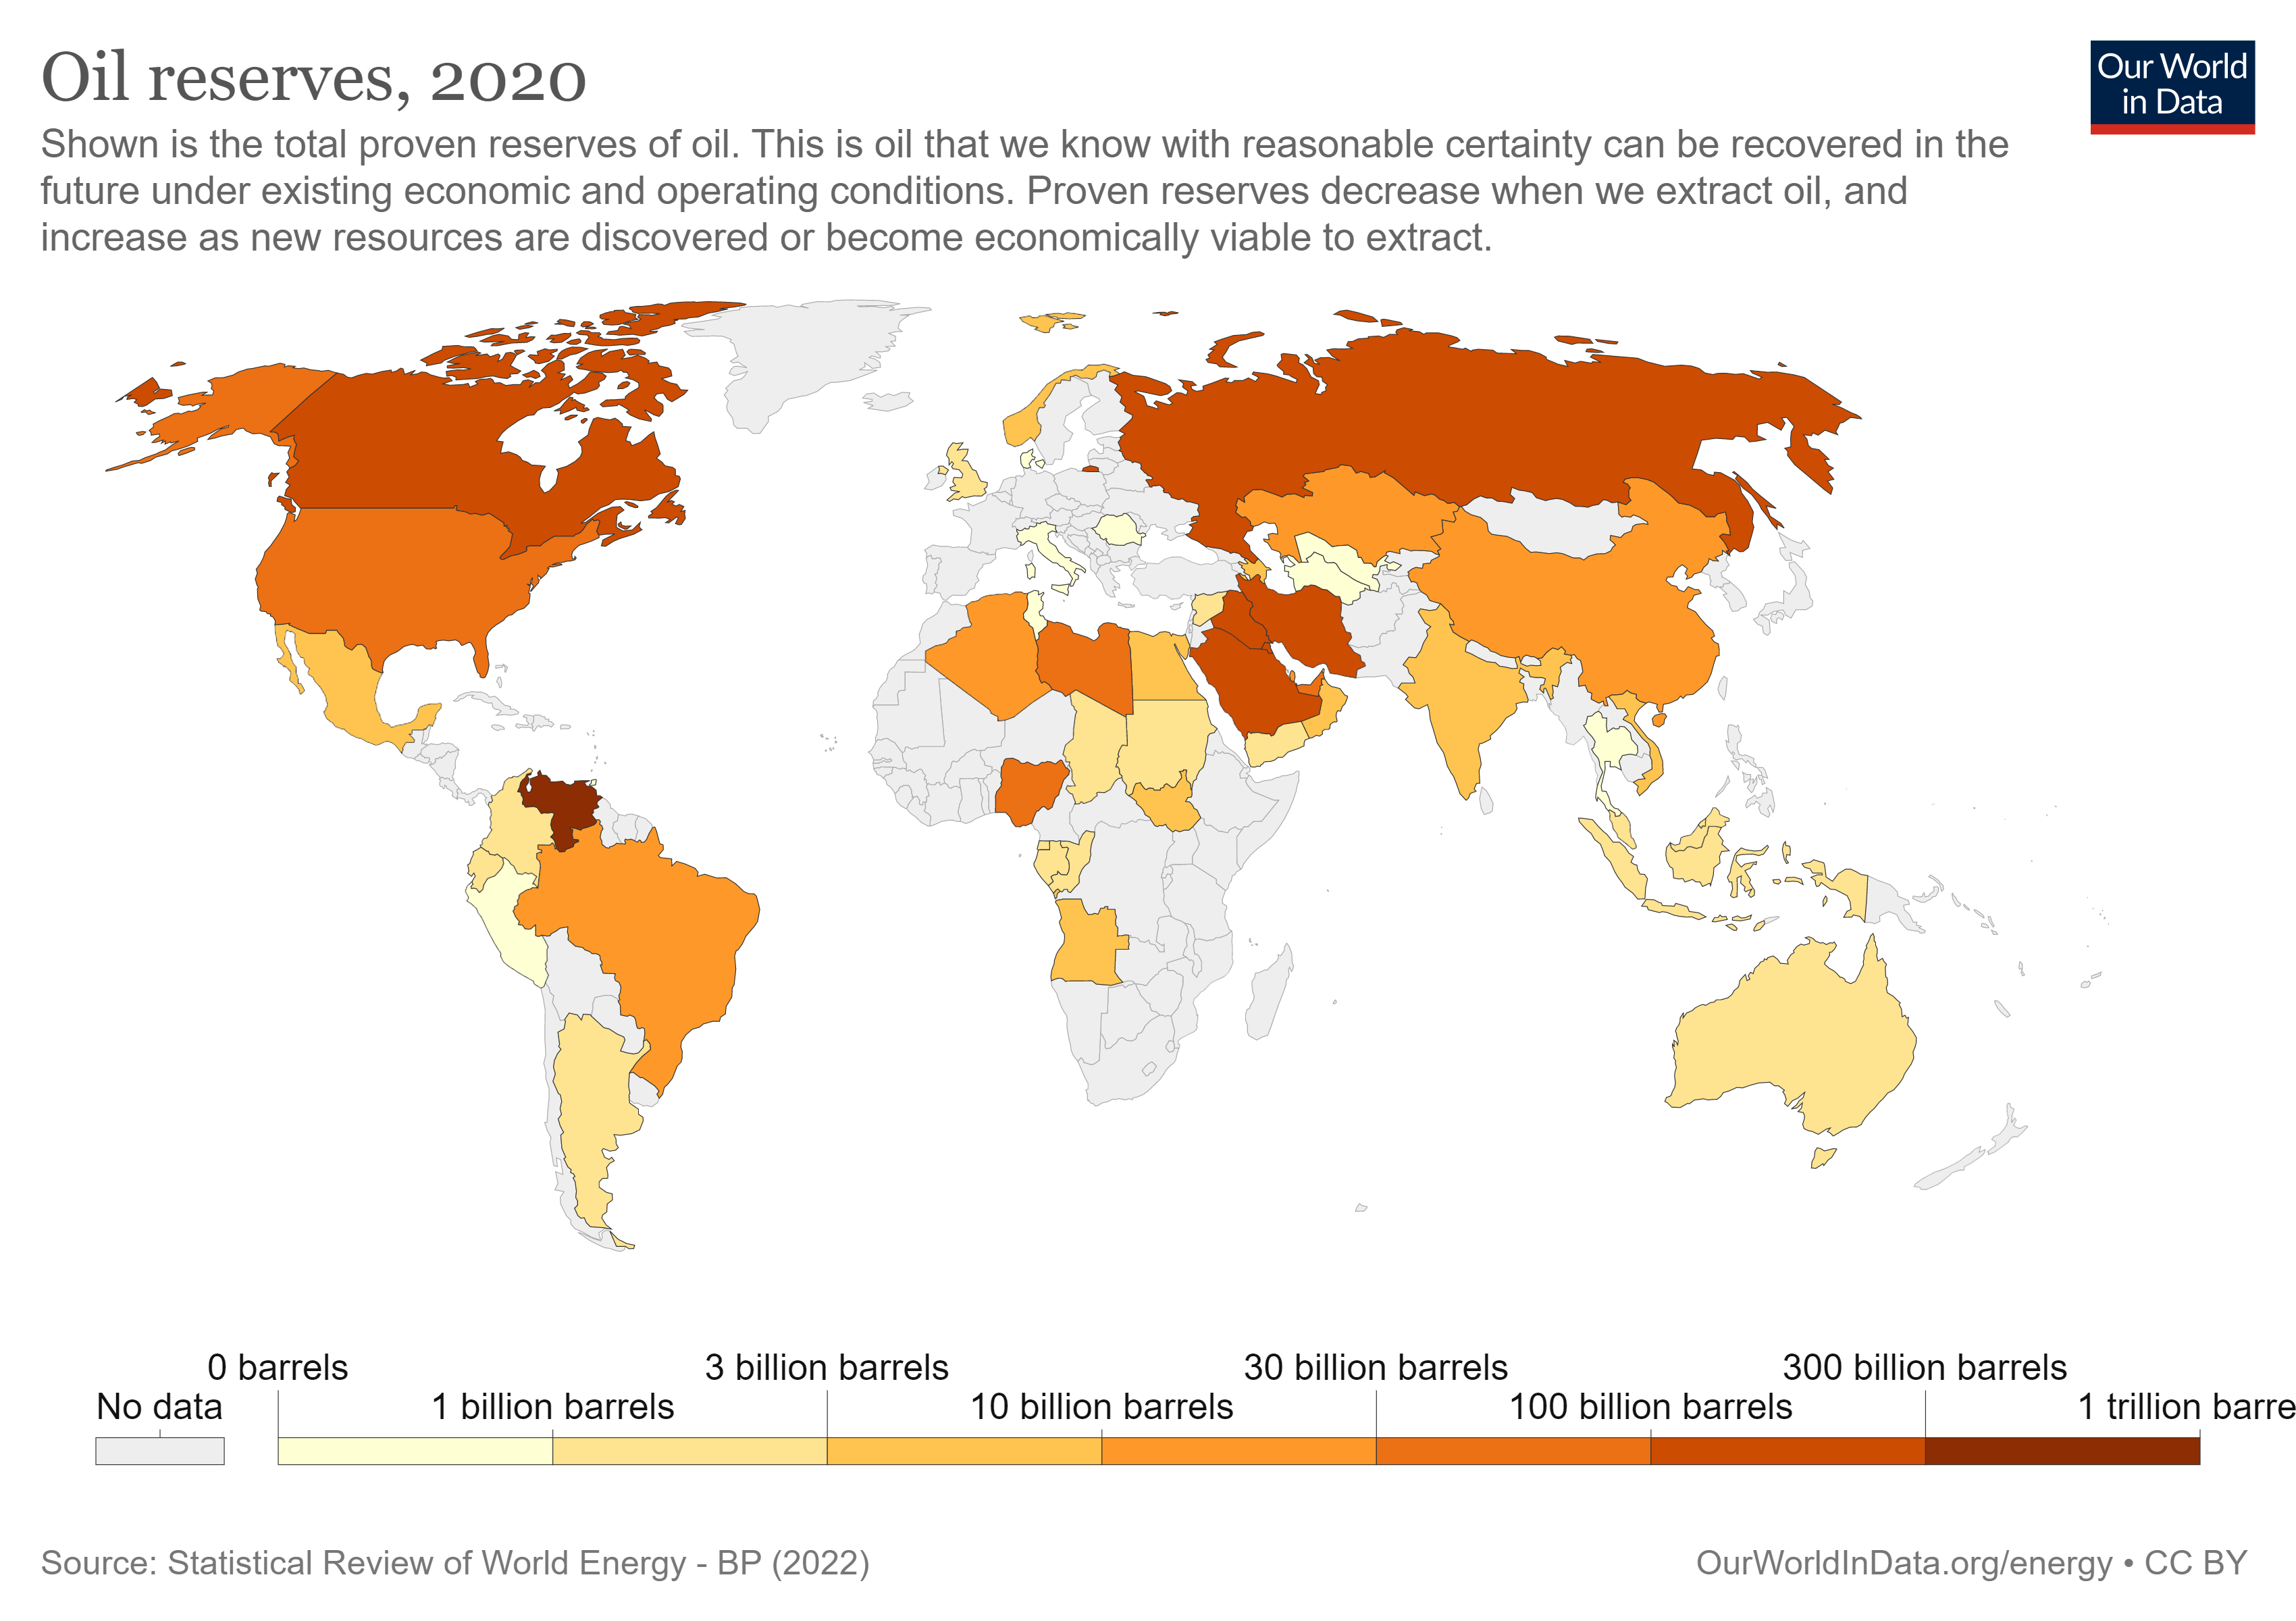 Oil reserves, 2020
Our World
in Data
Shown is the total proven reserves of oil. This is oil that we know with reasonable certainty can be recovered in the
future under existing economic and operating conditions. Proven reserves decrease when we extract oil, and
increase as new resources are discovered or become economically viable to extract.
0 barrels
3 billion barrels
30 billion barrels
300 billion barrels
No data
1 billion barrels
10 billion barrels
100 billion barrels
1 trillion barre
Source: Statistical Review of World Energy - BP (2022)
OurWorldInData.org/energy • CC BY